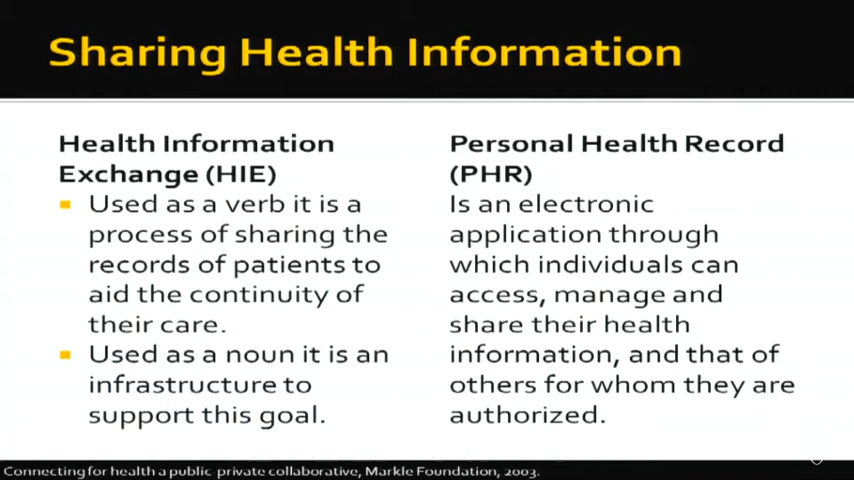 Sharing Health Information
Health Information
Exchange (HIE)
Used as a verb it is a
process of sharing the
records of patients to
aid the continuity of
their care.
Used as a noun it is an
infrastructure to
support this goal.
Personal Health Record
(PHR)
Is an electronic
application through
which individuals can
access, manage and
share their health
information, and that of
others for whom they are
authorized.
Connecting for health a public-private collaborative, Markle Foundation, 2003.